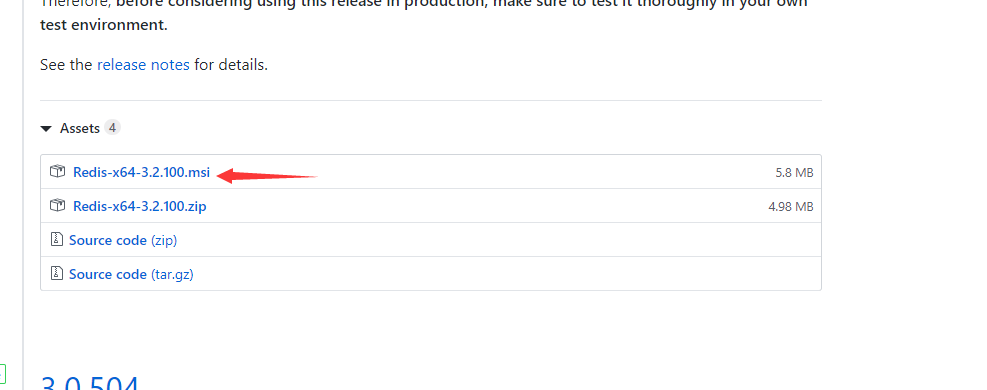 Therefore, before considering using this release in production, make sure to test it thoroughly in your own
test environment.
See the release notes for details.
Assets 4
Redis-x64-3.2.100.msi 5.8 MB
Redis-x64-3.2.100.zip 4.98 MB
Source code (zip)
Source code (tar.gz)
3.0.504